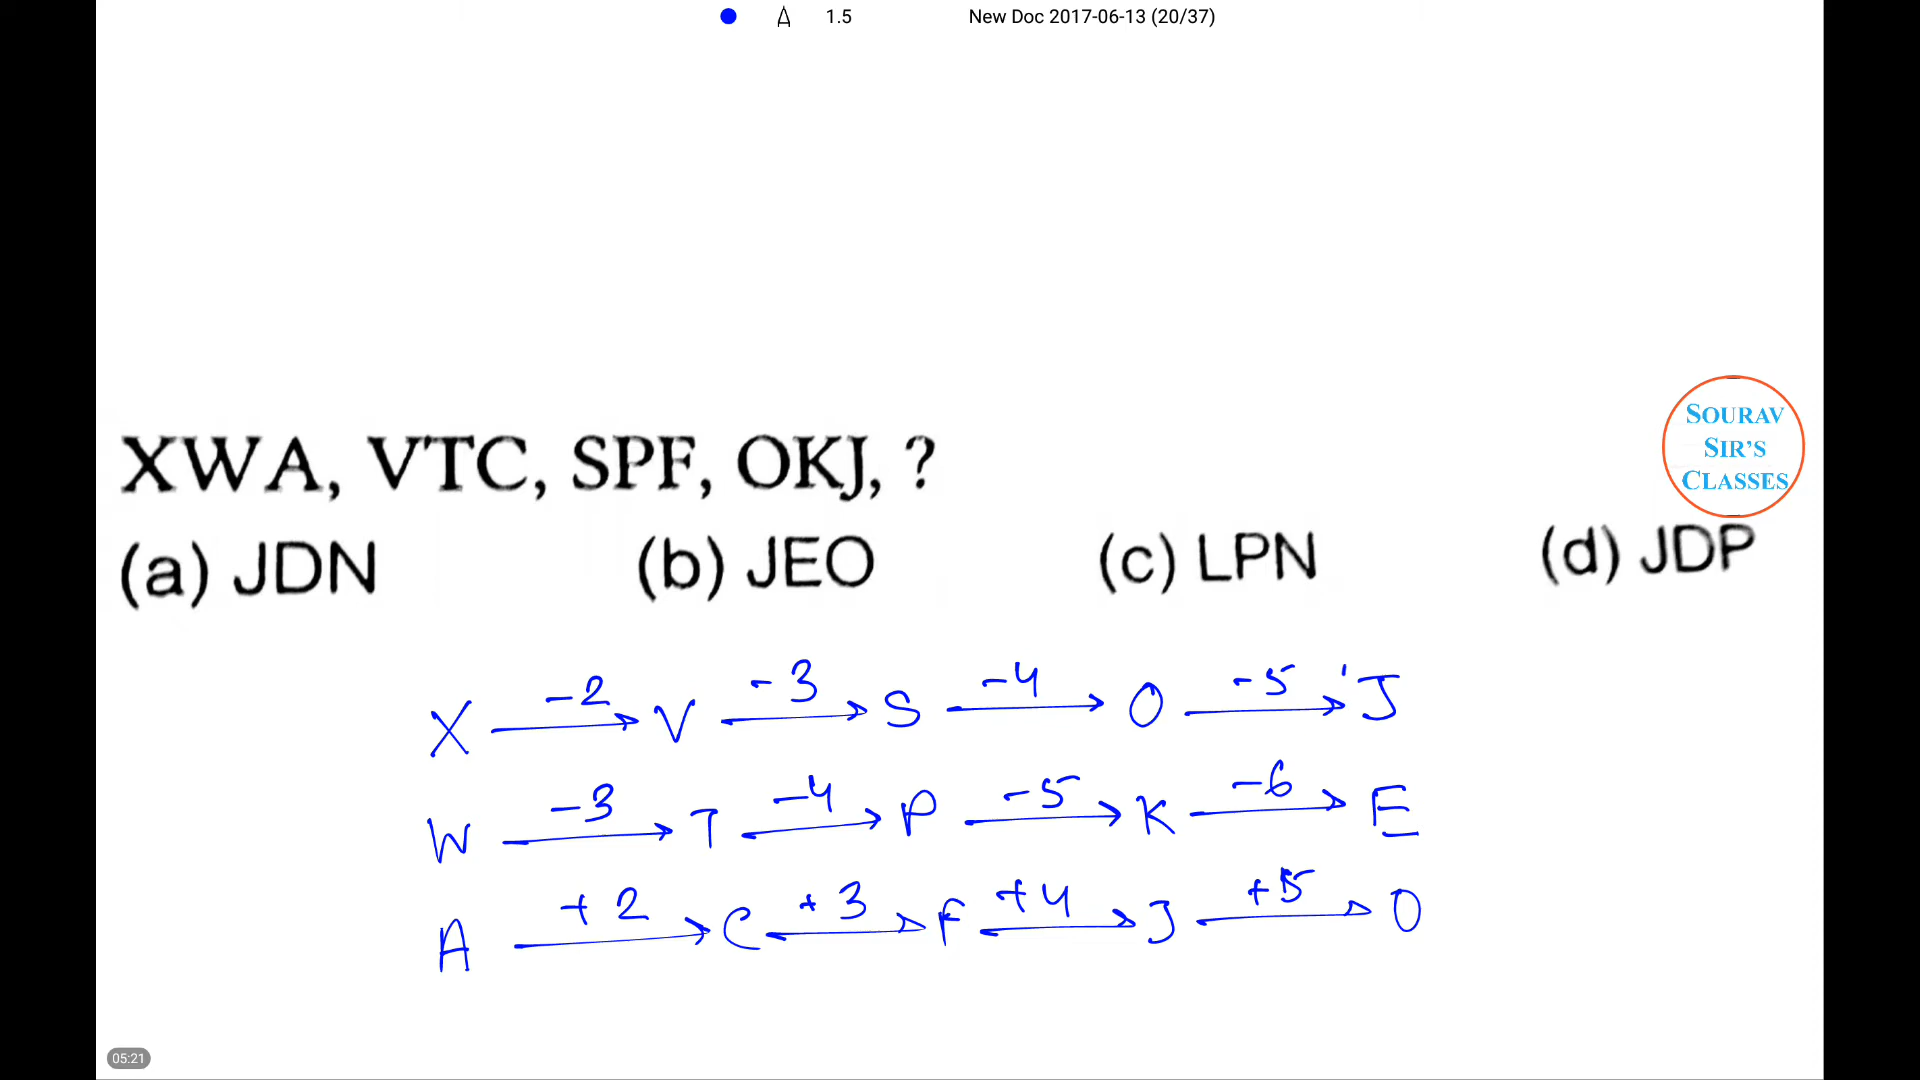 A 1.5 New Doc 2017-06-13 (20/37)
SOURAV
SIR'S
CLASSES
XWA, VTC, SPF, OKJ, ?
(a) JDN (b) JEO (c) LPN (d) JDP
X -2 V -3 S -4 O -5 J
W -3 T -4 P -5 K -6 E
A +2 C +3 F +4 J +5 O
05:21